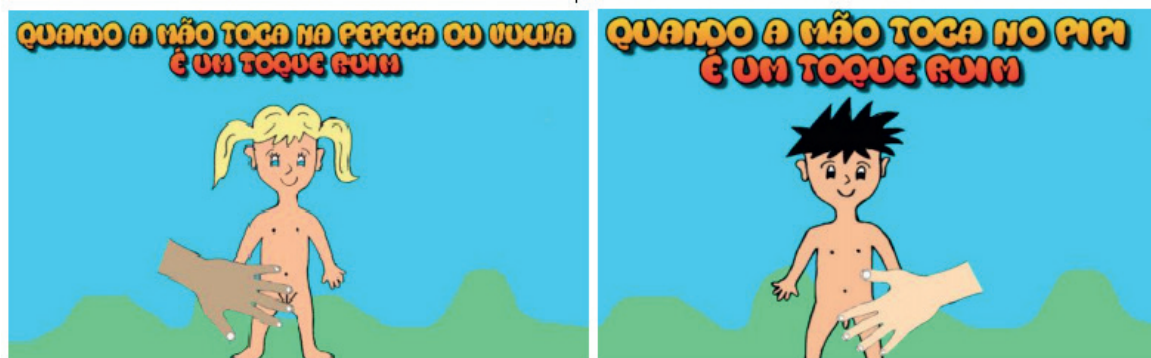 QUANDO A MÃO TOCA NA PEPECA OU VULVA
É UM TOQUE RUIM
QUANDO A MÃO TOCA NO PIPI
É UM TOQUE RUIM